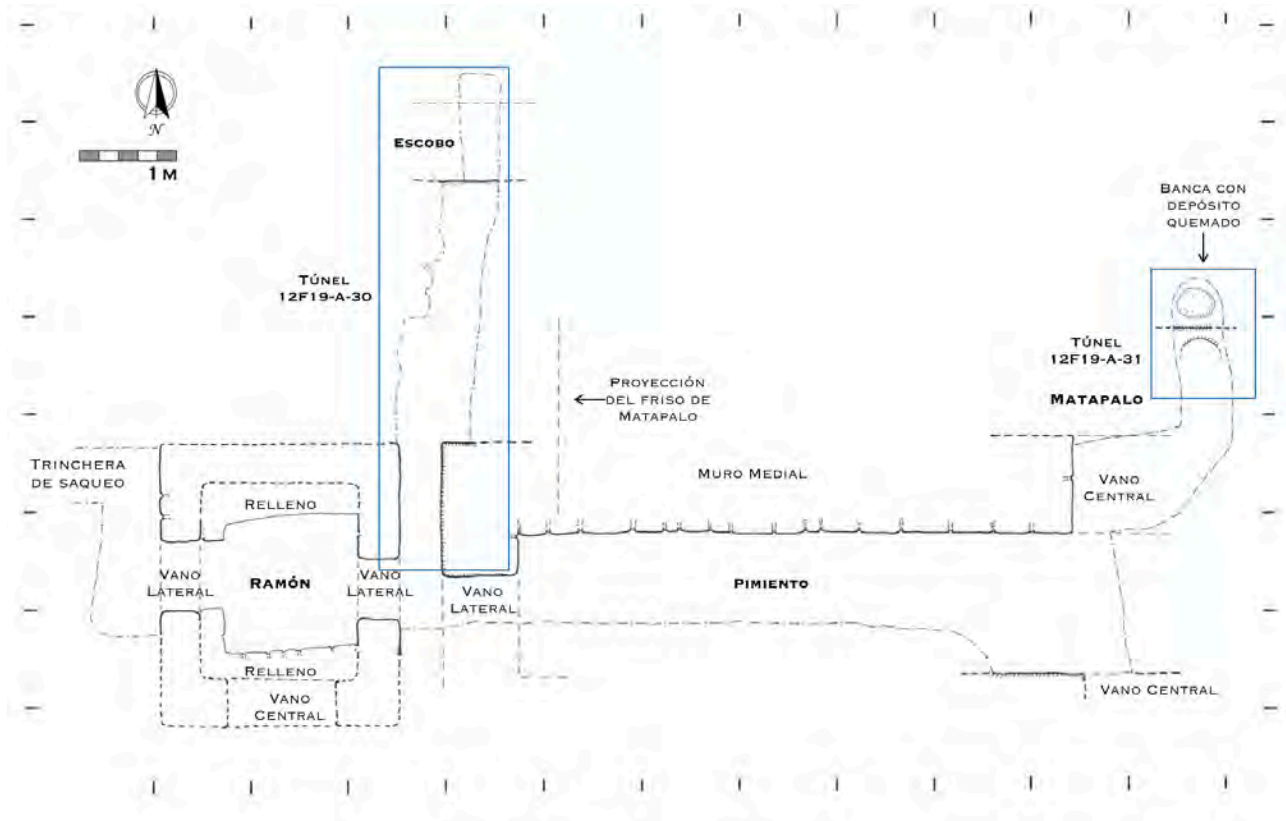 N
1 M
ESCOBO
BANCA CON
DEPÓSITO
QUEMADO
TÚNEL
12F19-A-30
TÚNEL
12F19-A-31
MATAPALO
PROYECCIÓN
DEL FRISO DE
MATAPALO
TRINCHERA
DE SAQUEO
RELLENO
MURO MEDIAL
VANO
CENTRAL
VANO
LATERAL
RAMÓN
VANO
LATERAL
VANO
LATERAL
PIMIENTO
RELLENO
VANO
CENTRAL
VANO CENTRAL